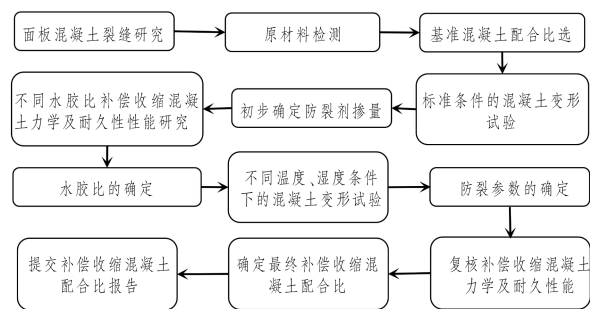 面板混凝土裂缝研究
原材料检测
基准混凝土配合比选
标准条件的混凝土变形
试验
初步确定防裂剂掺量
不同水胶比补偿收缩混凝
土力学及耐久性性能研究
水胶比的确定
不同温度、湿度条件
下的混凝土变形试验
防裂参数的确定
复核补偿收缩混凝土
力学及耐久性能
确定最终补偿收缩混
凝土配合比
提交补偿收缩混凝土
配合比报告